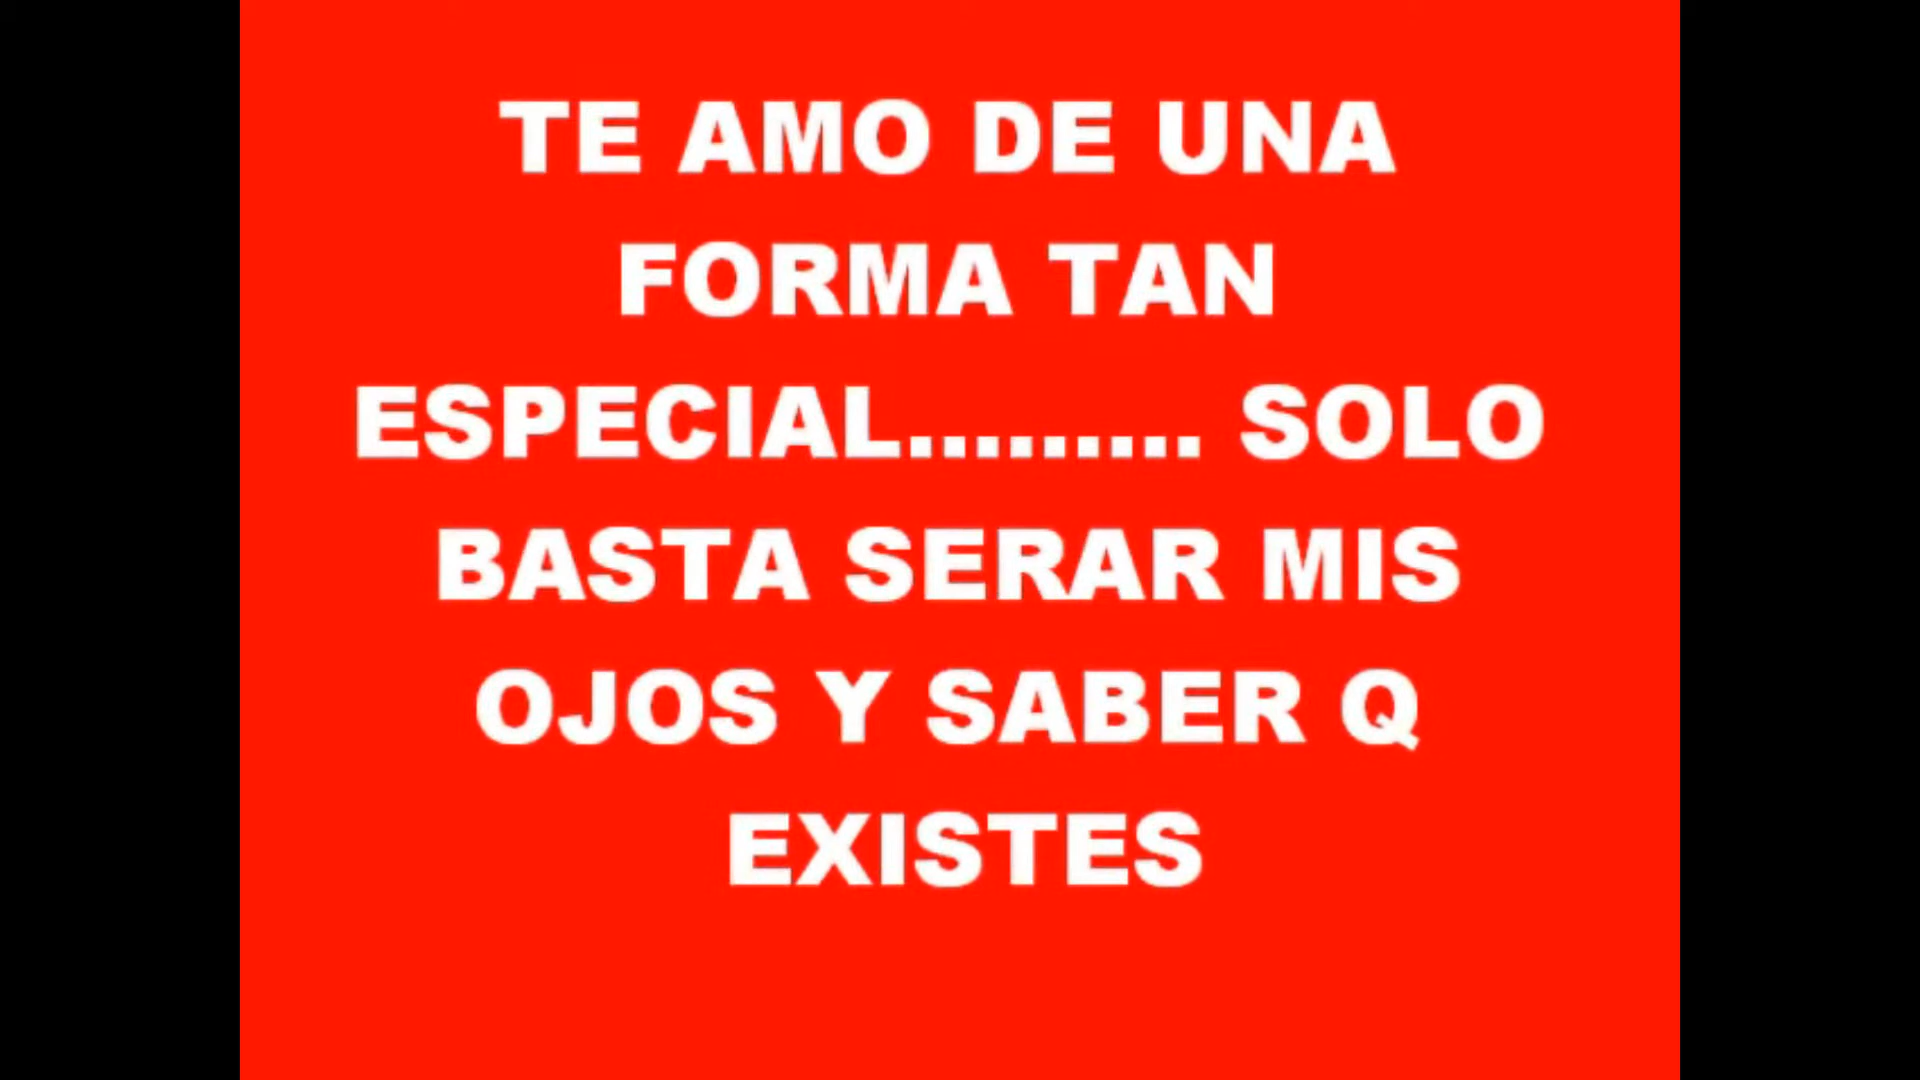 TE AMO DE UNA
FORMA TAN
ESPECIAL......... SOLO
BASTA SERAR MIS
OJOS Y SABER Q
EXISTES